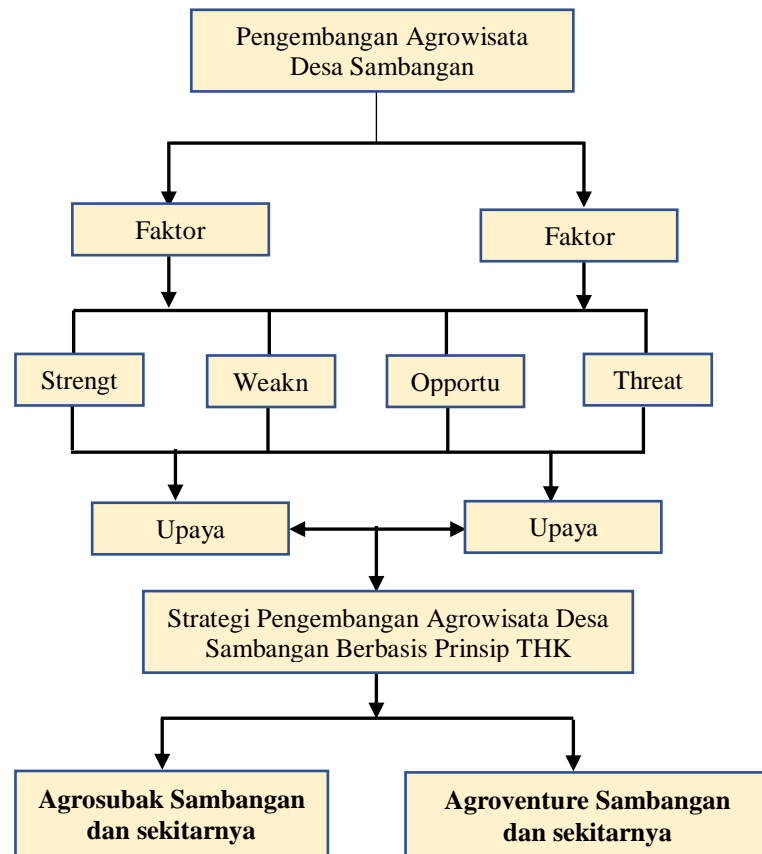 Pengembangan Agrowisata
Desa Sambangan
Faktor
Faktor
Strengt
Weakn
Opportu
Threat
Upaya
Upaya
Strategi Pengembangan Agrowisata Desa
Sambangan Berbasis Prinsip THK
Agrosubak Sambangan
dan sekitarnya
Agroventure Sambangan
dan sekitarnya